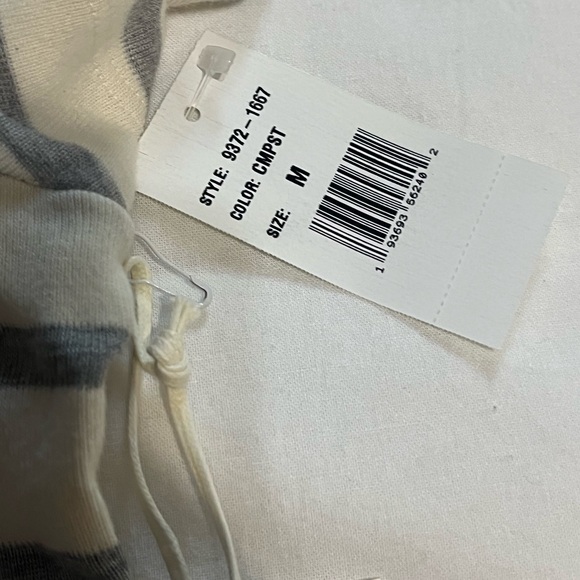 STYLE: 9372-1667
COLOR: CMPST
SIZE: M
1 93693 56240 2